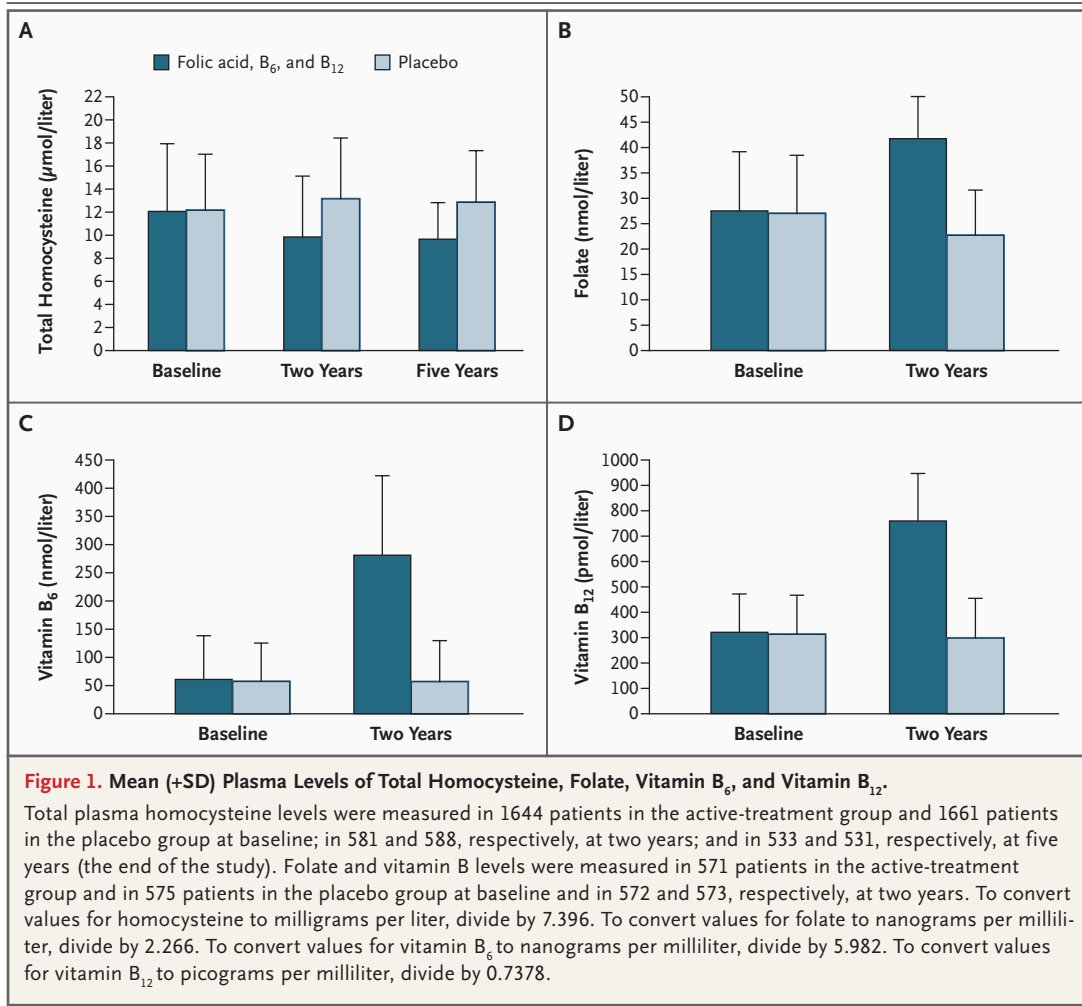 A
Folic acid, B₆, and B₁₂ Placebo
Total Homocysteine (µmol/liter)
22
20
18
16
14
12
10
8
6
4
2
0
Baseline Two Years Five Years
B
Folate (nmol/liter)
50
45
40
35
30
25
20
15
10
5
0
Baseline Two Years
C
Vitamin B₆ (nmol/liter)
450
400
350
300
250
200
150
100
50
0
Baseline Two Years
D
Vitamin B₁₂ (pmol/liter)
1000
900
800
700
600
500
400
300
200
100
0
Baseline Two Years
Figure 1. Mean (+SD) Plasma Levels of Total Homocysteine, Folate, Vitamin B₆, and Vitamin B₁₂.
Total plasma homocysteine levels were measured in 1644 patients in the active-treatment group and 1661 patients
in the placebo group at baseline; in 581 and 588, respectively, at two years; and in 533 and 531, respectively, at five
years (the end of the study). Folate and vitamin B levels were measured in 571 patients in the active-treatment
group and in 575 patients in the placebo group at baseline and in 572 and 573, respectively, at two years. To convert
values for homocysteine to milligrams per liter, divide by 7.396. To convert values for folate to nanograms per millili-
ter, divide by 2.266. To convert values for vitamin B₆ to nanograms per milliliter, divide by 5.982. To convert values
for vitamin B₁₂ to picograms per milliliter, divide by 0.7378.